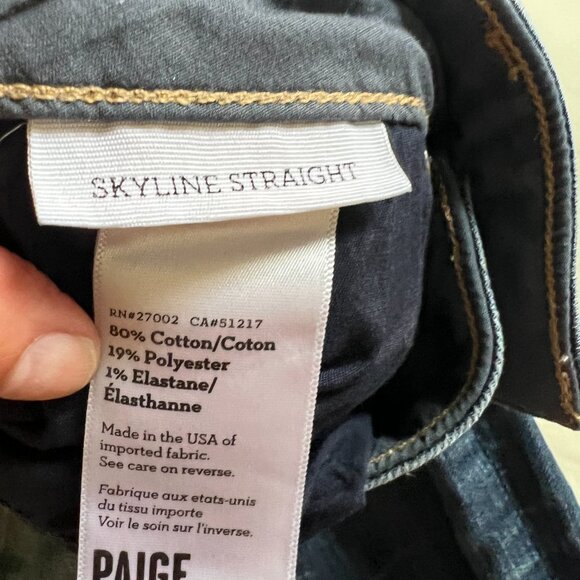 SKYLINE STRAIGHT
RN#27002 CA#51217
80% Cotton/Coton
19% Polyester
1% Elastane/
Élasthanne
Made in the USA of
imported fabric.
See care on reverse.
Fabrique aux etats-unis
du tissu importe
Voir le soin sur l'inverse.
PAIGE